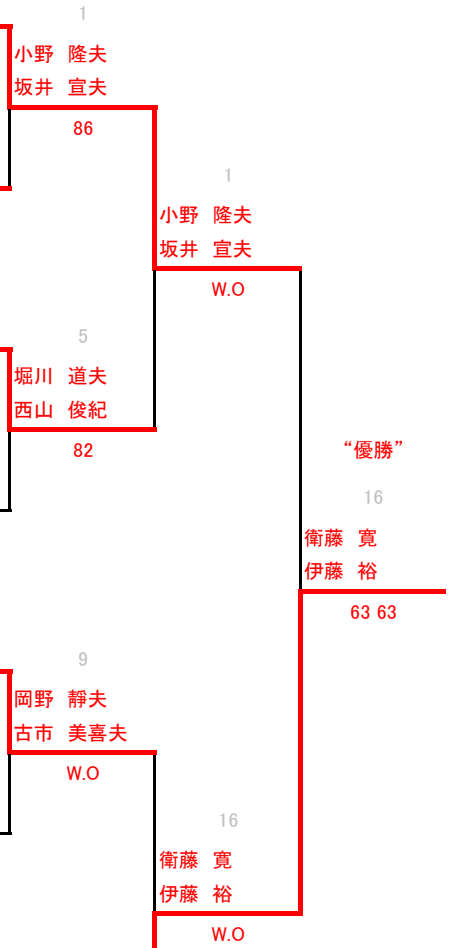 1
小野 隆夫
坂井 宣夫
86
1
小野 隆夫
坂井 宣夫
W.O
5
堀川 道夫
西山 俊紀
82
“優勝”
16
衛藤 寛
伊藤 裕
63 63
9
岡野 靜夫
古市 美喜夫
W.O
16
衛藤 寛
伊藤 裕
W.O